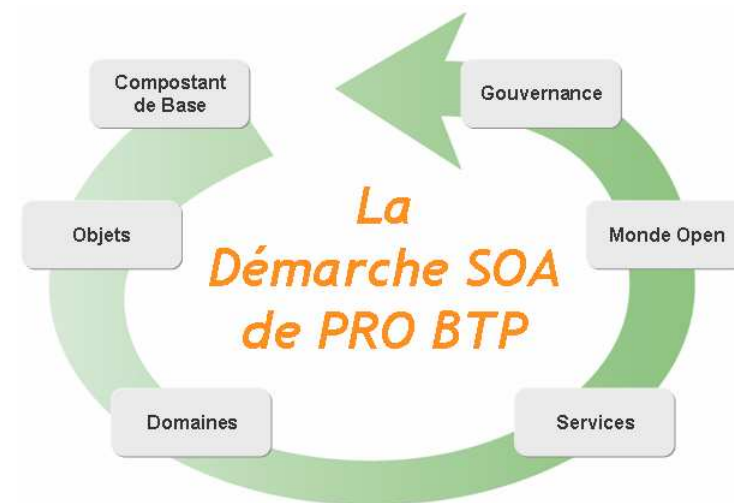 Compostant
de Base
Gouvernance
Objets
La
Démarche SOA
de PRO BTP
Monde Open
Domaines
Services